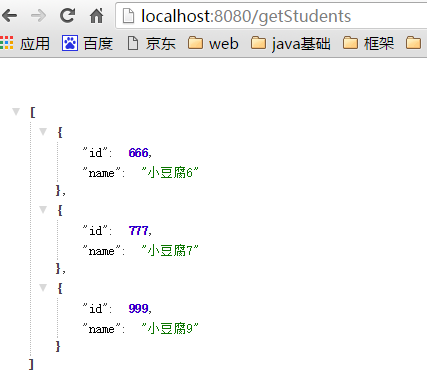 localhost:8080/getStudents
应用 百度 京东 web java基础 框架
[
{
"id": 666,
"name": "小豆腐6"
},
{
"id": 777,
"name": "小豆腐7"
},
{
"id": 999,
"name": "小豆腐9"
}
]